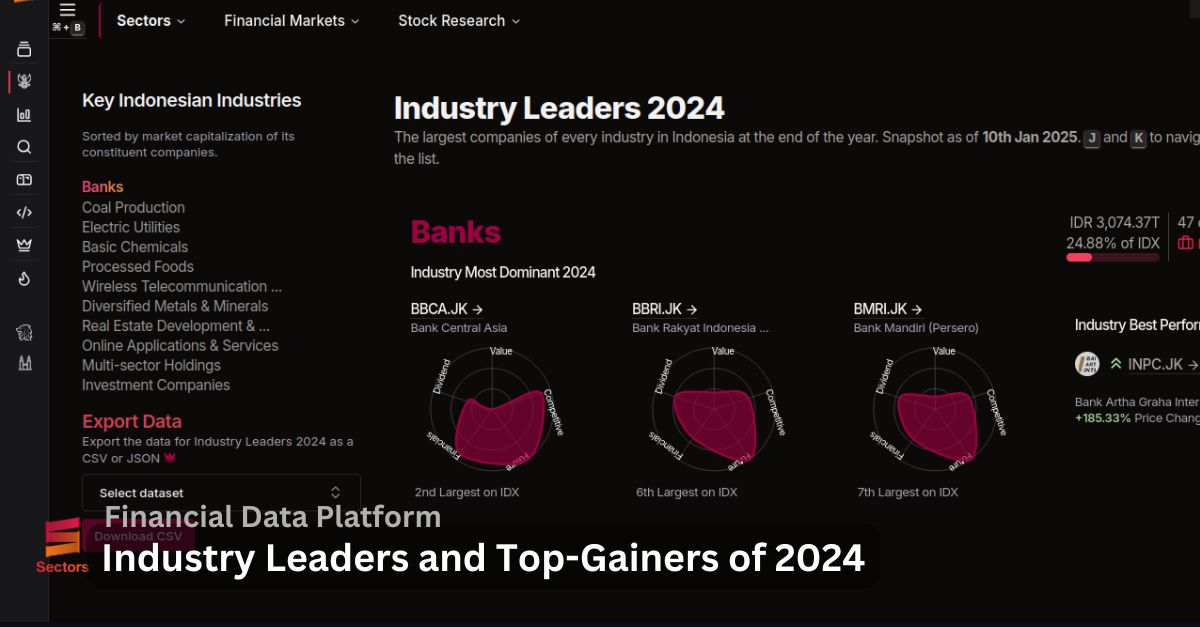 ⌘ + B
Sectors
Financial Markets
Stock Research
Key Indonesian Industries
Sorted by market capitalization of its
constituent companies.
Banks
Coal Production
Electric Utilities
Basic Chemicals
Processed Foods
Wireless Telecommunication ...
Diversified Metals & Minerals
Real Estate Development & ...
Online Applications & Services
Multi-sector Holdings
Investment Companies
Export Data
Export the data for Industry Leaders 2024 as a
CSV or JSON
Select dataset
Download CSV
Industry Leaders 2024
The largest companies of every industry in Indonesia at the end of the year. Snapshot as of 10th Jan 2025. J and K to navig
the list.
Banks
IDR 3,074.37T
24.88% of IDX
47
Industry Most Dominant 2024
BBCA.JK →
Bank Central Asia
Value
Competitive
Future
Financials
Dividend
2nd Largest on IDX
BBRI.JK →
Bank Rakyat Indonesia ...
Value
Competitive
Future
Financials
Dividend
6th Largest on IDX
BMRI.JK →
Bank Mandiri (Persero)
Value
Competitive
Future
Financials
Dividend
7th Largest on IDX
Industry Best Perfor
INPC.JK →
Bank Artha Graha Inter
+185.33% Price Chang
Sectors
Financial Data Platform
Industry Leaders and Top-Gainers of 2024